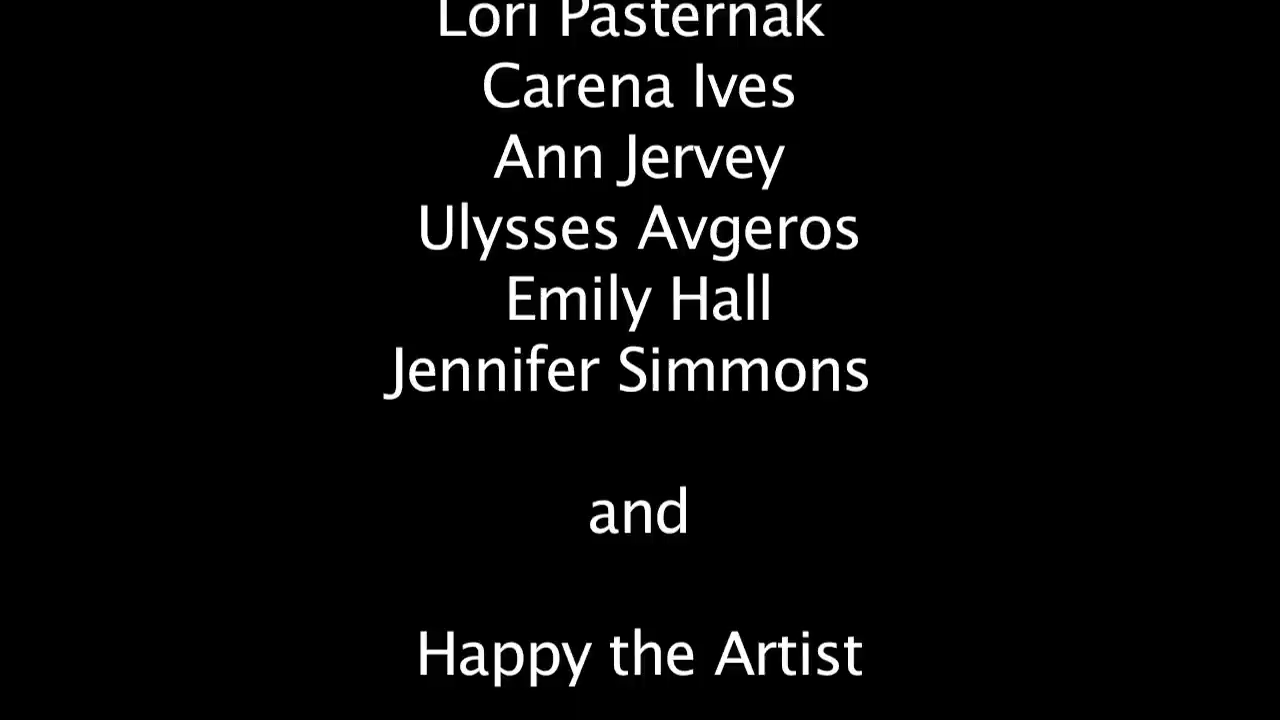 Lori Pasternak
Carena Ives
Ann Jervey
Ulysses Avgeros
Emily Hall
Jennifer Simmons
and
Happy the Artist